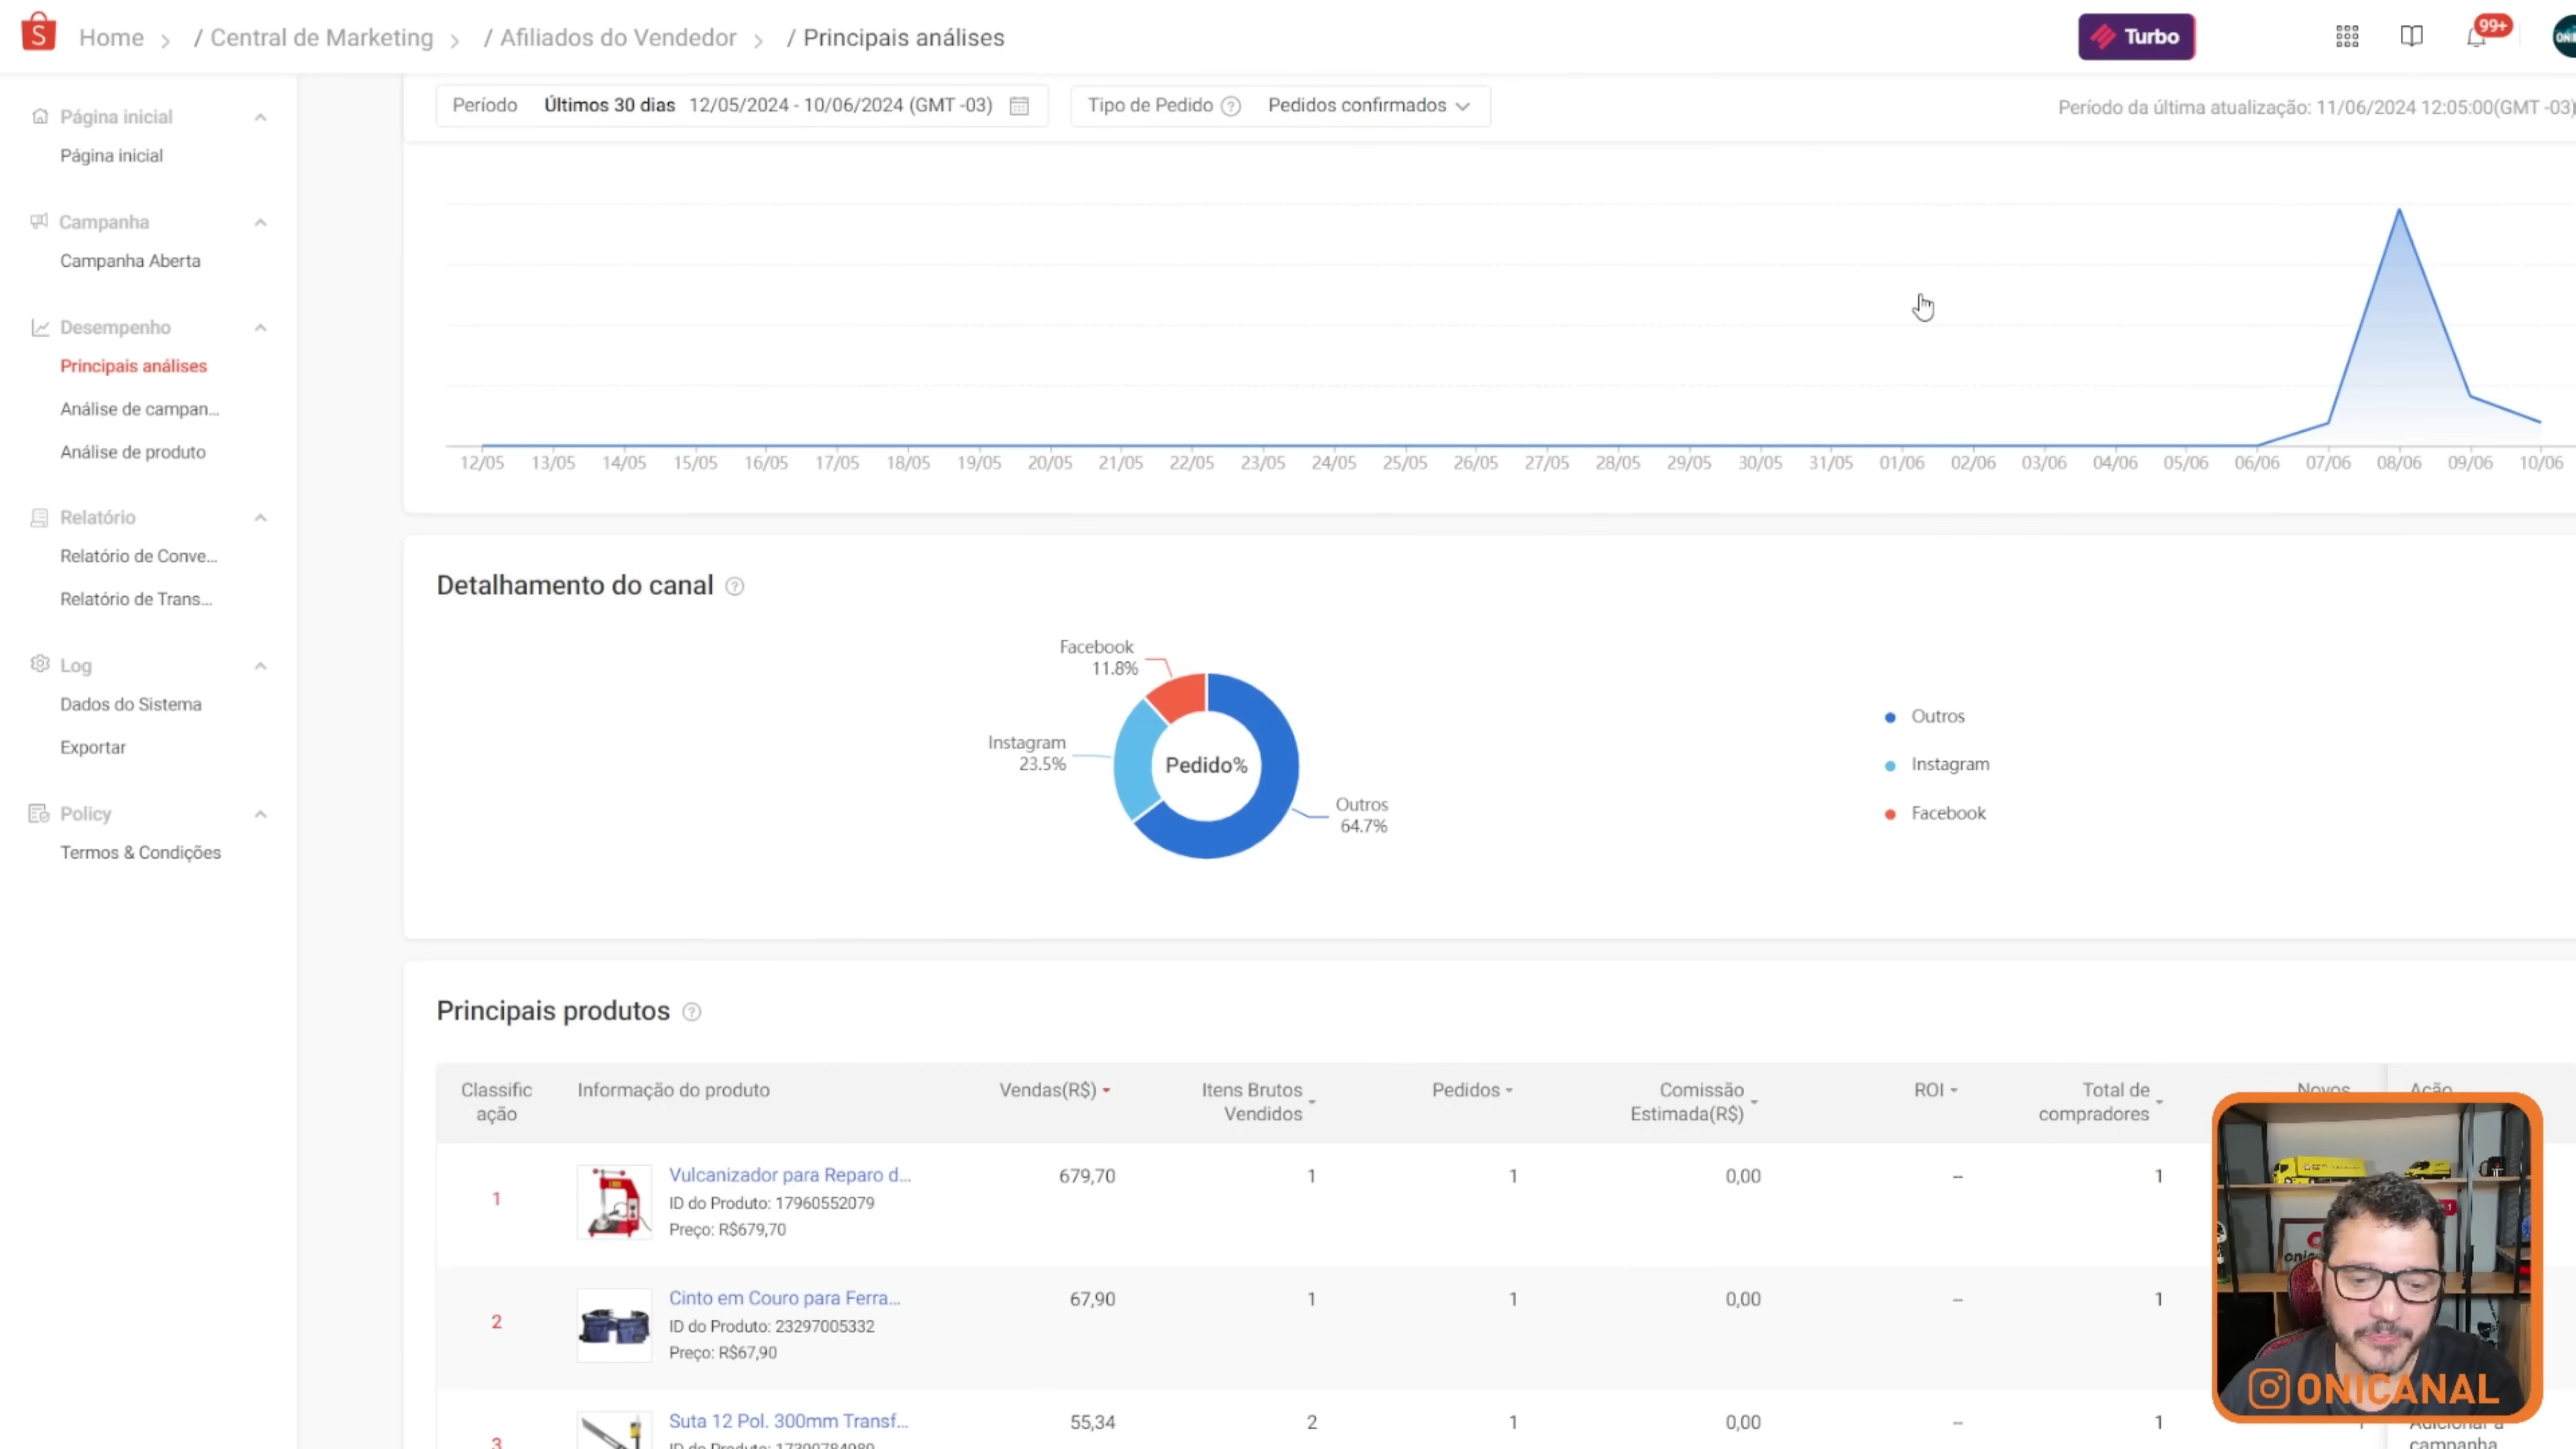 Home > / Central de Marketing > / Afiliados do Vendedor > / Principais análises
Turbo
99+
Página inicial
Página inicial
Campanha
Campanha Aberta
Desempenho
Principais análises
Análise de campan...
Análise de produto
Relatório
Relatório de Conve...
Relatório de Trans...
Log
Dados do Sistema
Exportar
Policy
Termos & Condições
Período Últimos 30 dias 12/05/2024 - 10/06/2024 (GMT -03)
Tipo de Pedido ? Pedidos confirmados
Período da última atualização: 11/06/2024 12:05:00(GMT -03)
12/05 13/05 14/05 15/05 16/05 17/05 18/05 19/05 20/05 21/05 22/05 23/05 24/05 25/05 26/05 27/05 28/05 29/05 30/05 31/05 01/06 02/06 03/06 04/06 05/06 06/06 07/06 08/06 09/06 10/06
Detalhamento do canal ?
Facebook
11.8%
Instagram
23.5%
Pedido%
Outros
64.7%
Outros
Instagram
Facebook
Principais produtos ?
Classific
ação
Informação do produto
Vendas(R$)
Itens Brutos
Vendidos
Pedidos
Comissão
Estimada(R$)
ROI
Total de
compradores
Novos
Ação
1
Vulcanizador para Reparo d...
ID do Produto: 17960552079
Preço: R$679,70
679,70 1 1 0,00 – 1
2
Cinto em Couro para Ferra...
ID do Produto: 23297005332
Preço: R$67,90
67,90 1 1 0,00 – 1
3
Suta 12 Pol. 300mm Transf...
ID do Produto: 17390784989
55,34 2 1 0,00 – 1
Adicionar à
campanha
ONICANAL